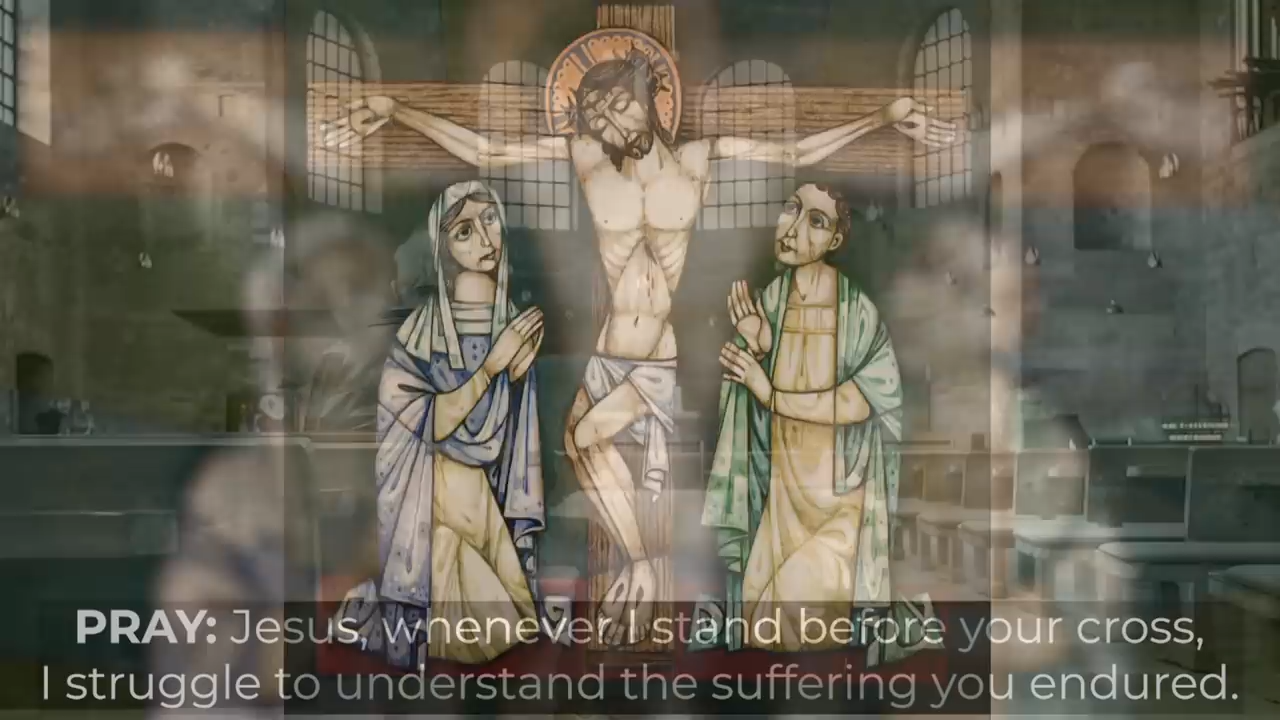 PRAY: Jesus, whenever I stand before your cross,
I struggle to understand the suffering you endured.